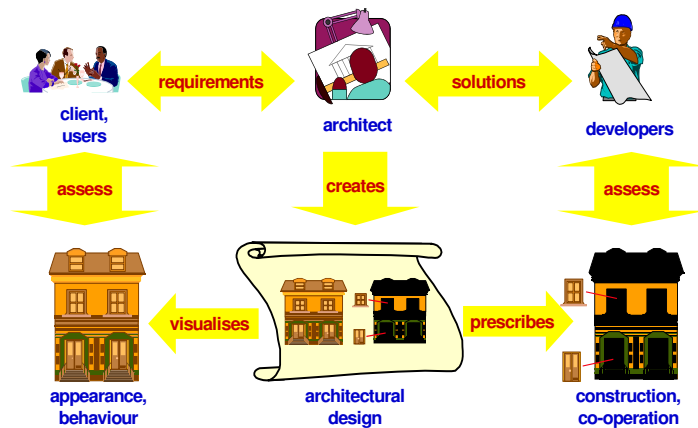 requirements
solutions
client,
users
architect
developers
assess
creates
assess
visualises
prescribes
appearance,
behaviour
architectural
design
construction,
co-operation